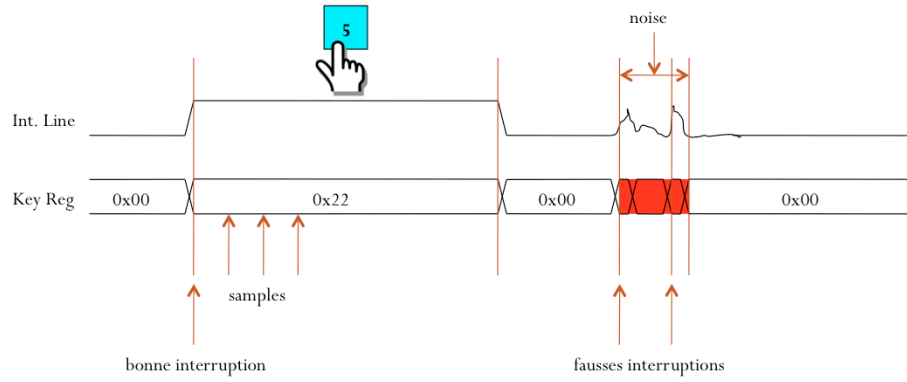 5
noise
Int. Line
Key Reg
0x00
0x22
0x00
0x00
samples
bonne interruption
fausses interruptions